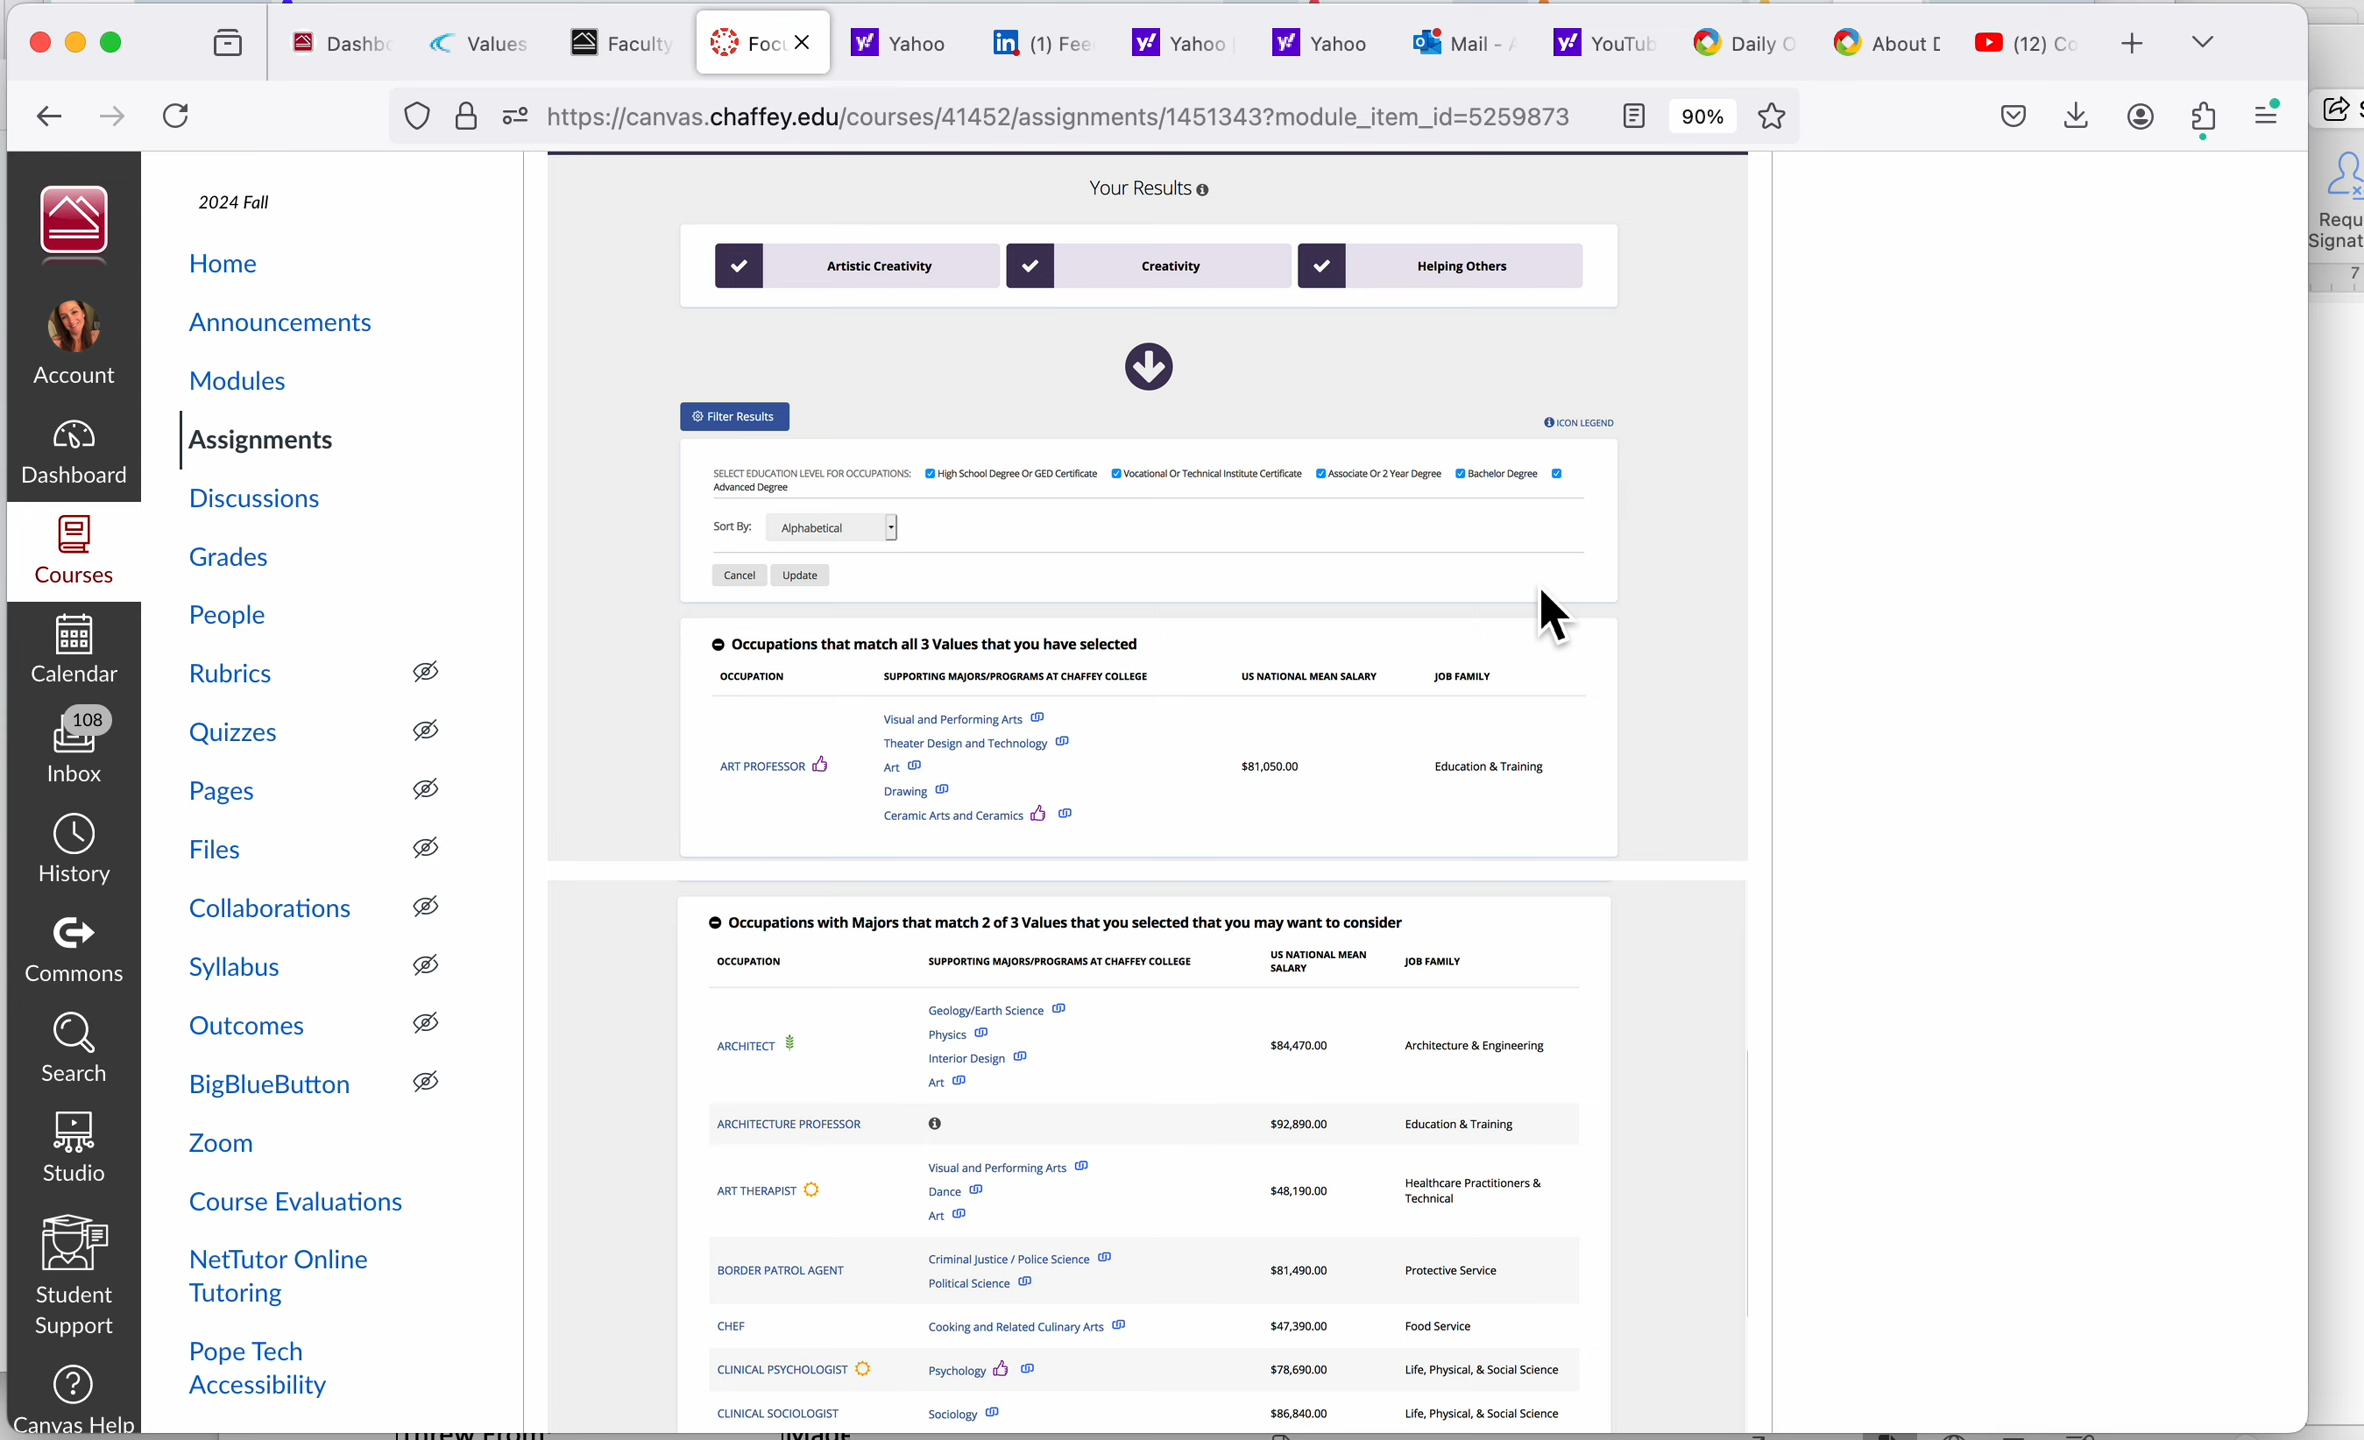 Dashbo
Values
Faculty
Foc
Yahoo
(1) Fee
Yahoo
Yahoo
Mail - A
YouTub
Daily O
About D
(12) Co
https://canvas.chaffey.edu/courses/41452/assignments/1451343?module_item_id=5259873
90%
Requ
Signat
7
Account
Dashboard
Courses
Calendar
108
Inbox
History
Commons
Search
Studio
Student
Support
Canvas Help
2024 Fall
Home
Announcements
Modules
Assignments
Discussions
Grades
People
Rubrics
Quizzes
Pages
Files
Collaborations
Syllabus
Outcomes
BigBlueButton
Zoom
Course Evaluations
NetTutor Online
Tutoring
Pope Tech
Accessibility
Your Results
Artistic Creativity
Creativity
Helping Others
Filter Results
ICON LEGEND
SELECT EDUCATION LEVEL FOR OCCUPATIONS: High School Degree Or GED Certificate Vocational Or Technical Institute Certificate Associate Or 2 Year Degree Bachelor Degree
Advanced Degree
Sort By: Alphabetical
Cancel Update
Occupations that match all 3 Values that you have selected
OCCUPATION SUPPORTING MAJORS/PROGRAMS AT CHAFFEY COLLEGE US NATIONAL MEAN SALARY JOB FAMILY
Visual and Performing Arts
Theater Design and Technology
ART PROFESSOR Art $81,050.00 Education & Training
Drawing
Ceramic Arts and Ceramics
Occupations with Majors that match 2 of 3 Values that you selected that you may want to consider
OCCUPATION SUPPORTING MAJORS/PROGRAMS AT CHAFFEY COLLEGE US NATIONAL MEAN SALARY JOB FAMILY
Geology/Earth Science
Physics
ARCHITECT $84,470.00 Architecture & Engineering
Interior Design
Art
ARCHITECTURE PROFESSOR $92,890.00 Education & Training
Visual and Performing Arts
ART THERAPIST Dance $48,190.00 Healthcare Practitioners & Technical
Art
Criminal Justice / Police Science
BORDER PATROL AGENT $81,490.00 Protective Service
Political Science
CHEF Cooking and Related Culinary Arts $47,390.00 Food Service
CLINICAL PSYCHOLOGIST Psychology $78,690.00 Life, Physical, & Social Science
CLINICAL SOCIOLOGIST Sociology $86,840.00 Life, Physical, & Social Science